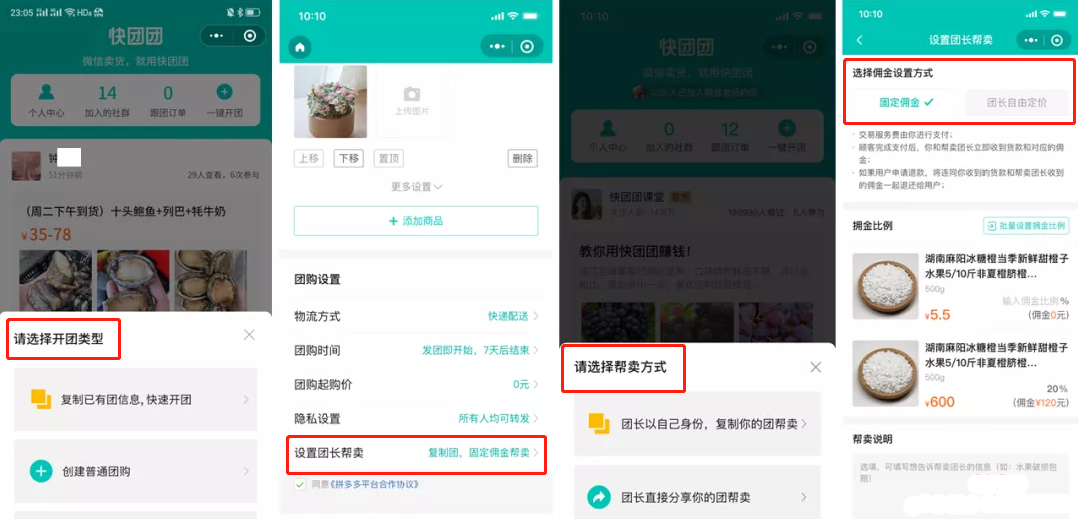 23:05
HD
快团团
微信卖货，就用快团团
14
0
个人中心
加入的社群
跟团订单
一键开团
钟
51分钟前
29人查看，6次参与
（周二下午到货）十头鲍鱼+列巴+牦牛奶
¥35-78
请选择开团类型
复制已有团信息, 快速开团
创建普通团购
10:10
上传图片
上移
下移
置顶
删除
更多设置
+ 添加商品
团购设置
物流方式
快递配送
团购时间
发团即开始，7天后结束
团购起购价
0元
隐私设置
所有人均可转发
设置团长帮卖
复制团，固定佣金帮卖
同意《拼多多平台合作协议》
10:10
快团团
微信卖货，就用快团团
0
12
个人中心
加入的社群
跟团订单
一键开团
快团团课堂
官方
教你用快团团赚钱！
请选择帮卖方式
团长以自己身份，复制你的团帮卖
团长直接分享你的团帮卖
10:10
设置团长帮卖
选择佣金设置方式
固定佣金
团长自由定价
· 交易服务费由你进行支付；
· 顾客完成支付后，你和帮卖团长立即收到货款和对应的佣
金；
· 如果用户申请退款，将连同你收到的货款和帮卖团长收到
的佣金一起退还给用户；
佣金比例
批量设置佣金比例
湖南麻阳冰糖橙当季新鲜甜橙子
水果5/10斤非夏橙脐橙...
500g
输入佣金比例 %
¥5.5
(佣金0元)
湖南麻阳冰糖橙当季新鲜甜橙子
水果5/10斤非夏橙脐橙...
500g
20%
¥600
(佣金¥120元)
帮卖说明
选填，可填写想告诉帮卖团长的信息（如：水果破损包
赔）